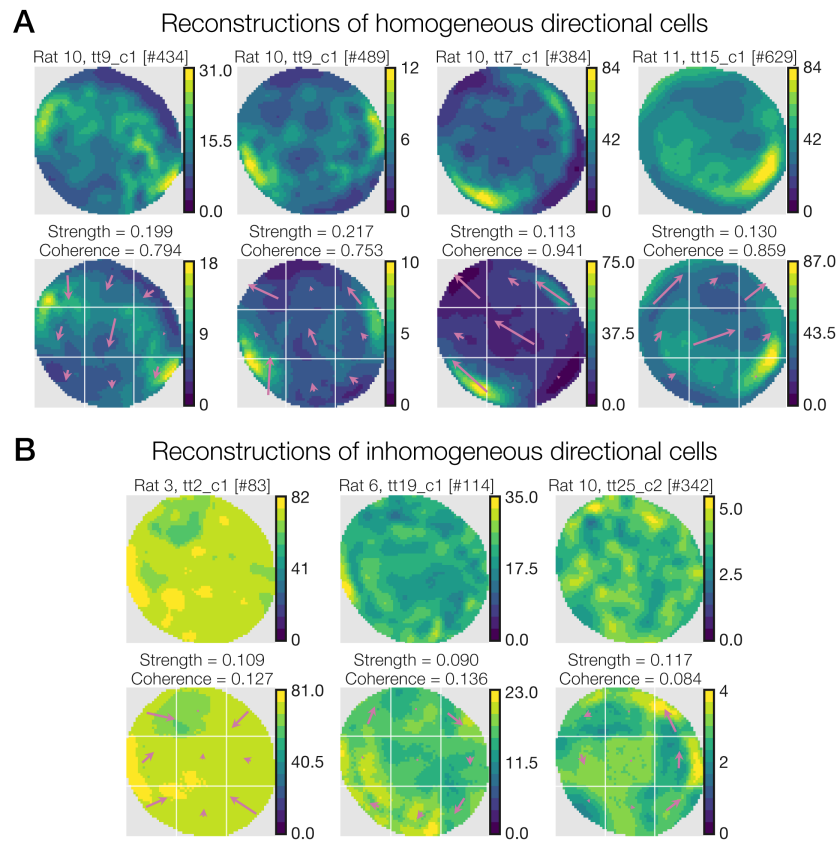 A
Reconstructions of homogeneous directional cells
Rat 10, tt9_c1 [#434]
Rat 10, tt9_c1 [#489]
Rat 10, tt7_c1 [#384]
Rat 11, tt15_c1 [#629]
31.0
15.5
0.0
12
6
0
84
42
0
84
42
0
Strength = 0.199
Coherence = 0.794
Strength = 0.217
Coherence = 0.753
Strength = 0.113
Coherence = 0.941
Strength = 0.130
Coherence = 0.859
18
9
0
10
5
0
75.0
37.5
0.0
87.0
43.5
0.0
B
Reconstructions of inhomogeneous directional cells
Rat 3, tt2_c1 [#83]
Rat 6, tt19_c1 [#114]
Rat 10, tt25_c2 [#342]
82
41
0
35.0
17.5
0.0
5.0
2.5
0.0
Strength = 0.109
Coherence = 0.127
Strength = 0.090
Coherence = 0.136
Strength = 0.117
Coherence = 0.084
81.0
40.5
0.0
23.0
11.5
0.0
4
2
0